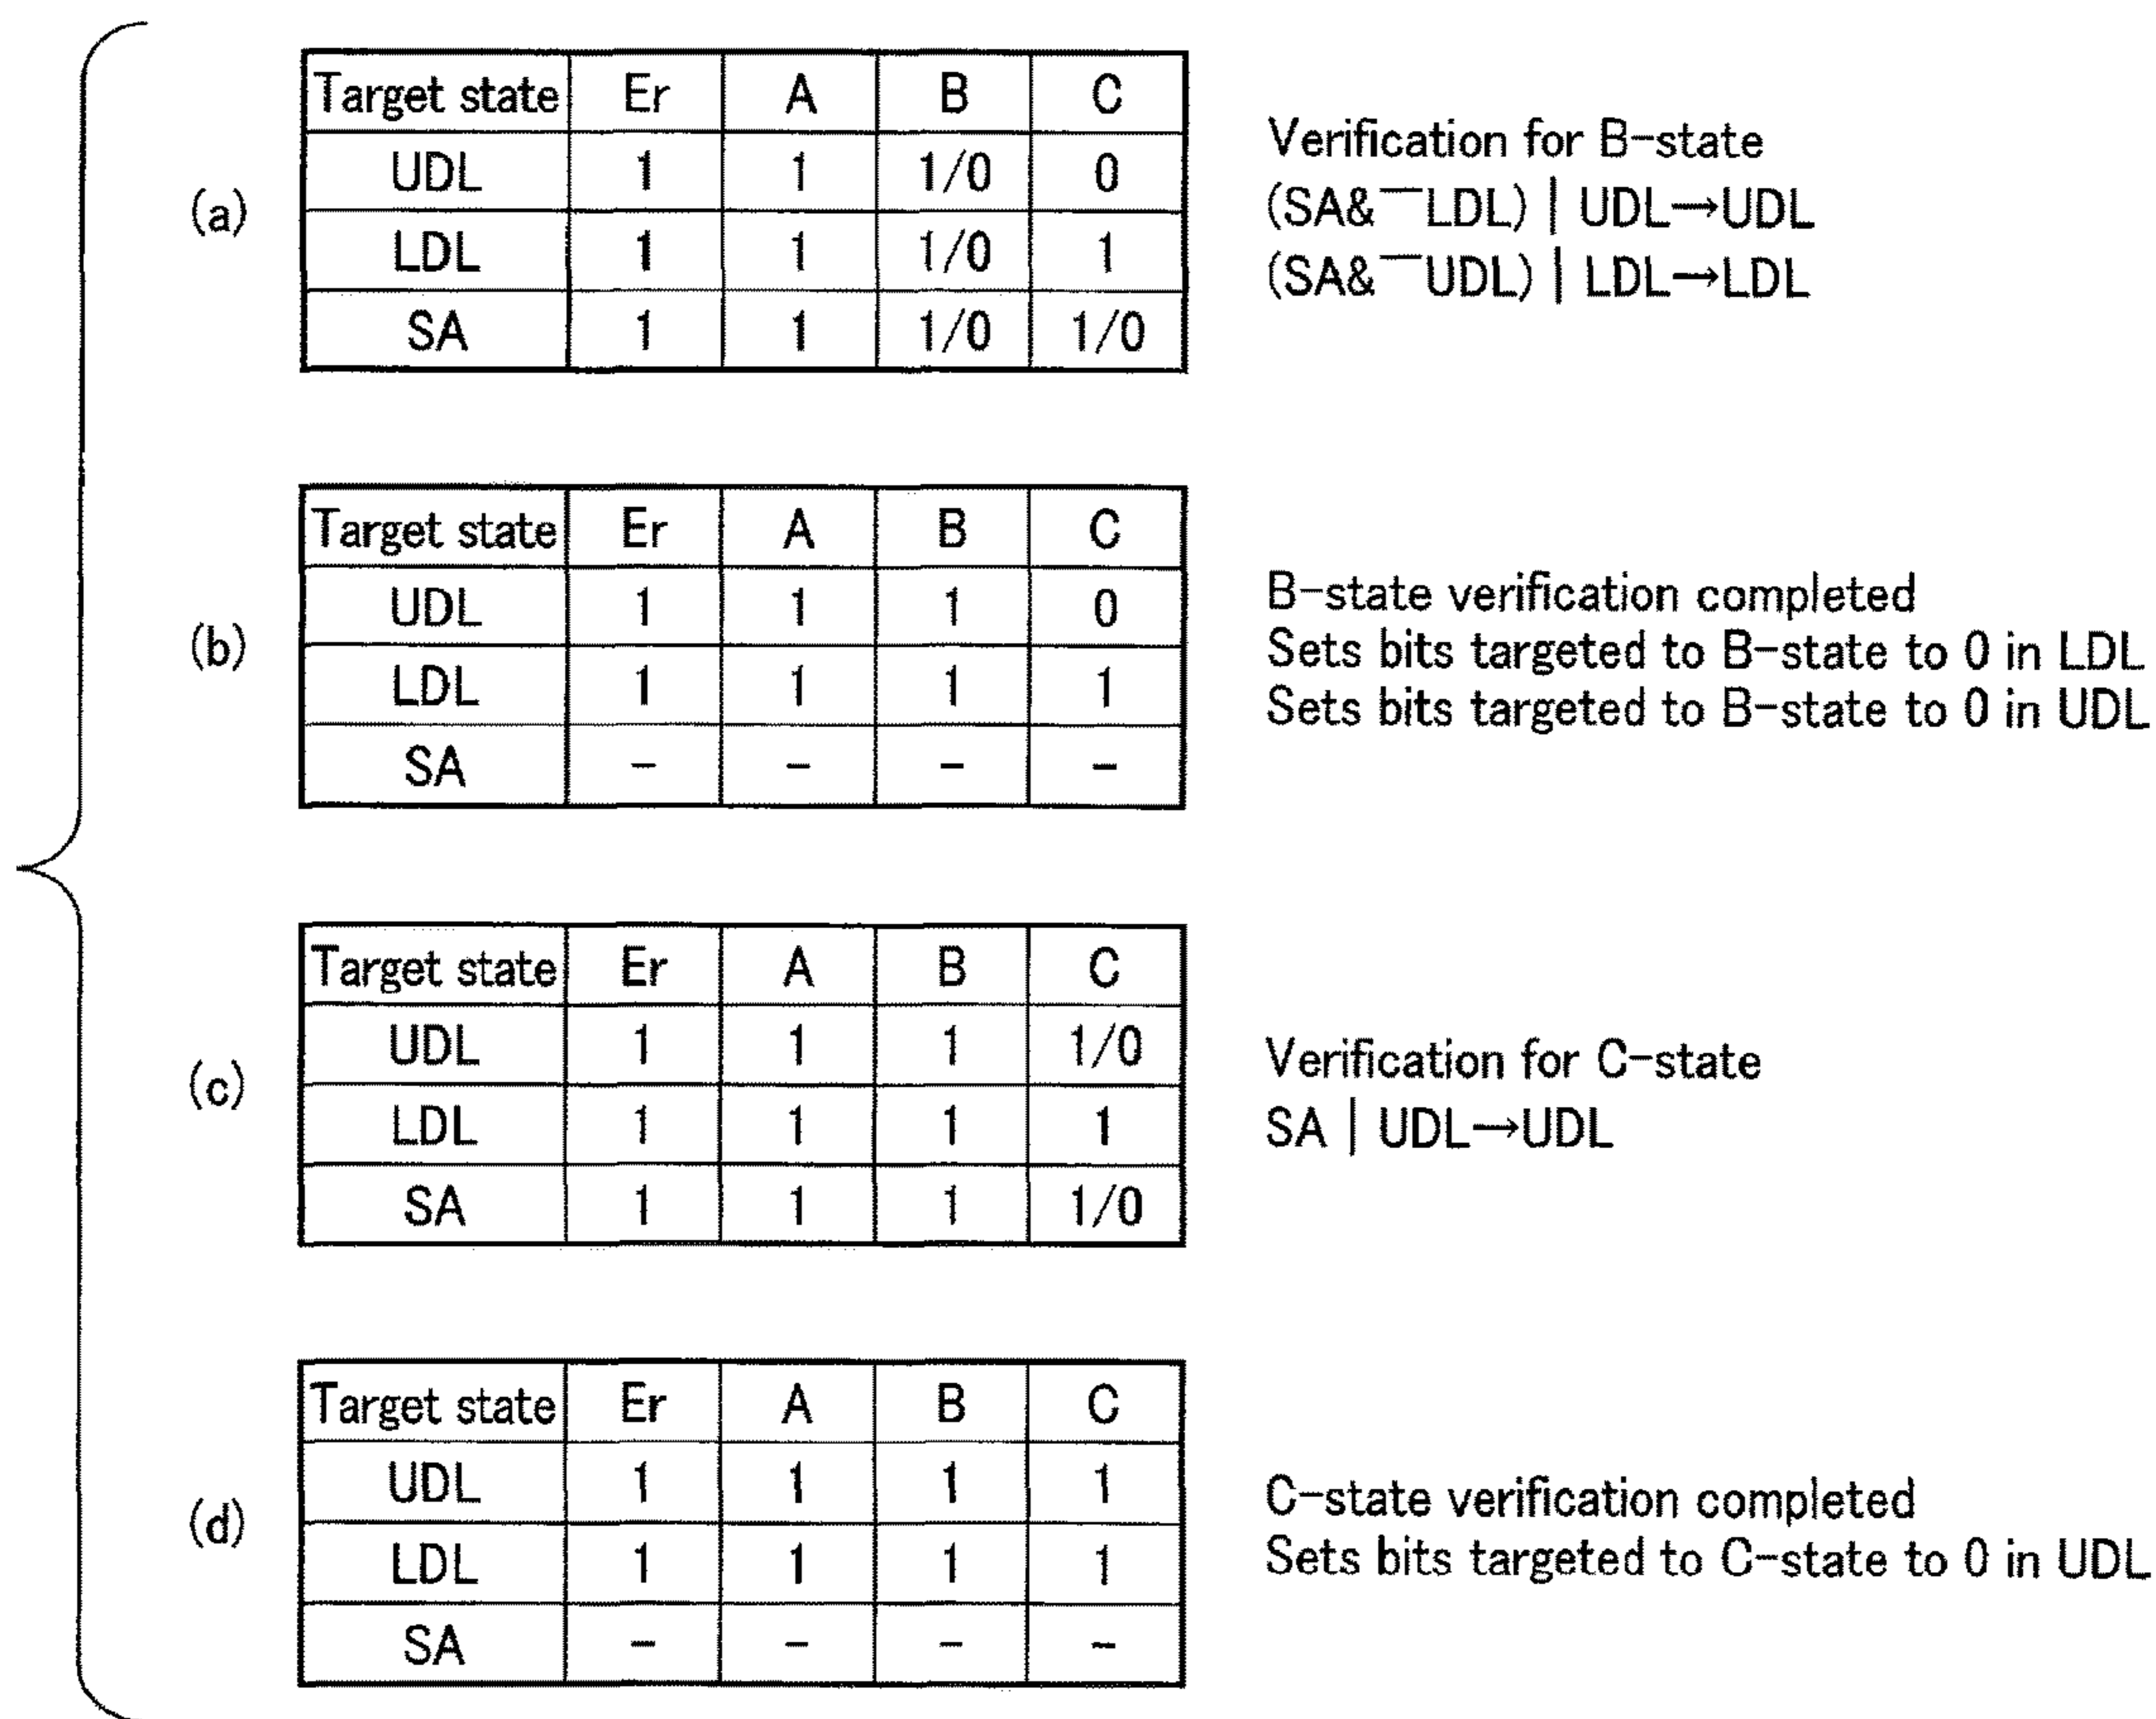 (a)
Target state Er A B C
UDL 1 1 1/0 0
LDL 1 1 1/0 1
SA 1 1 1/0 1/0
Verification for B-state
(SA&‾LDL) | UDL→UDL
(SA&‾UDL) | LDL→LDL
(b)
Target state Er A B C
UDL 1 1 1 0
LDL 1 1 1 1
SA - - - -
B-state verification completed
Sets bits targeted to B-state to 0 in LDL
Sets bits targeted to B-state to 0 in UDL
(c)
Target state Er A B C
UDL 1 1 1 1/0
LDL 1 1 1 1
SA 1 1 1 1/0
Verification for C-state
SA | UDL→UDL
(d)
Target state Er A B C
UDL 1 1 1 1
LDL 1 1 1 1
SA - - - -
C-state verification completed
Sets bits targeted to C-state to 0 in UDL